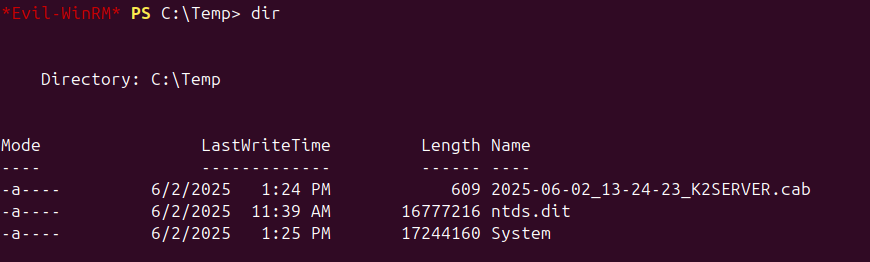 *Evil-WinRM* PS C:\Temp> dir
Directory: C:\Temp
Mode LastWriteTime Length Name
---- ------------- ------ ----
-a---- 6/2/2025 1:24 PM 609 2025-06-02_13-24-23_K2SERVER.cab
-a---- 6/2/2025 11:39 AM 16777216 ntds.dit
-a---- 6/2/2025 1:25 PM 17244160 System